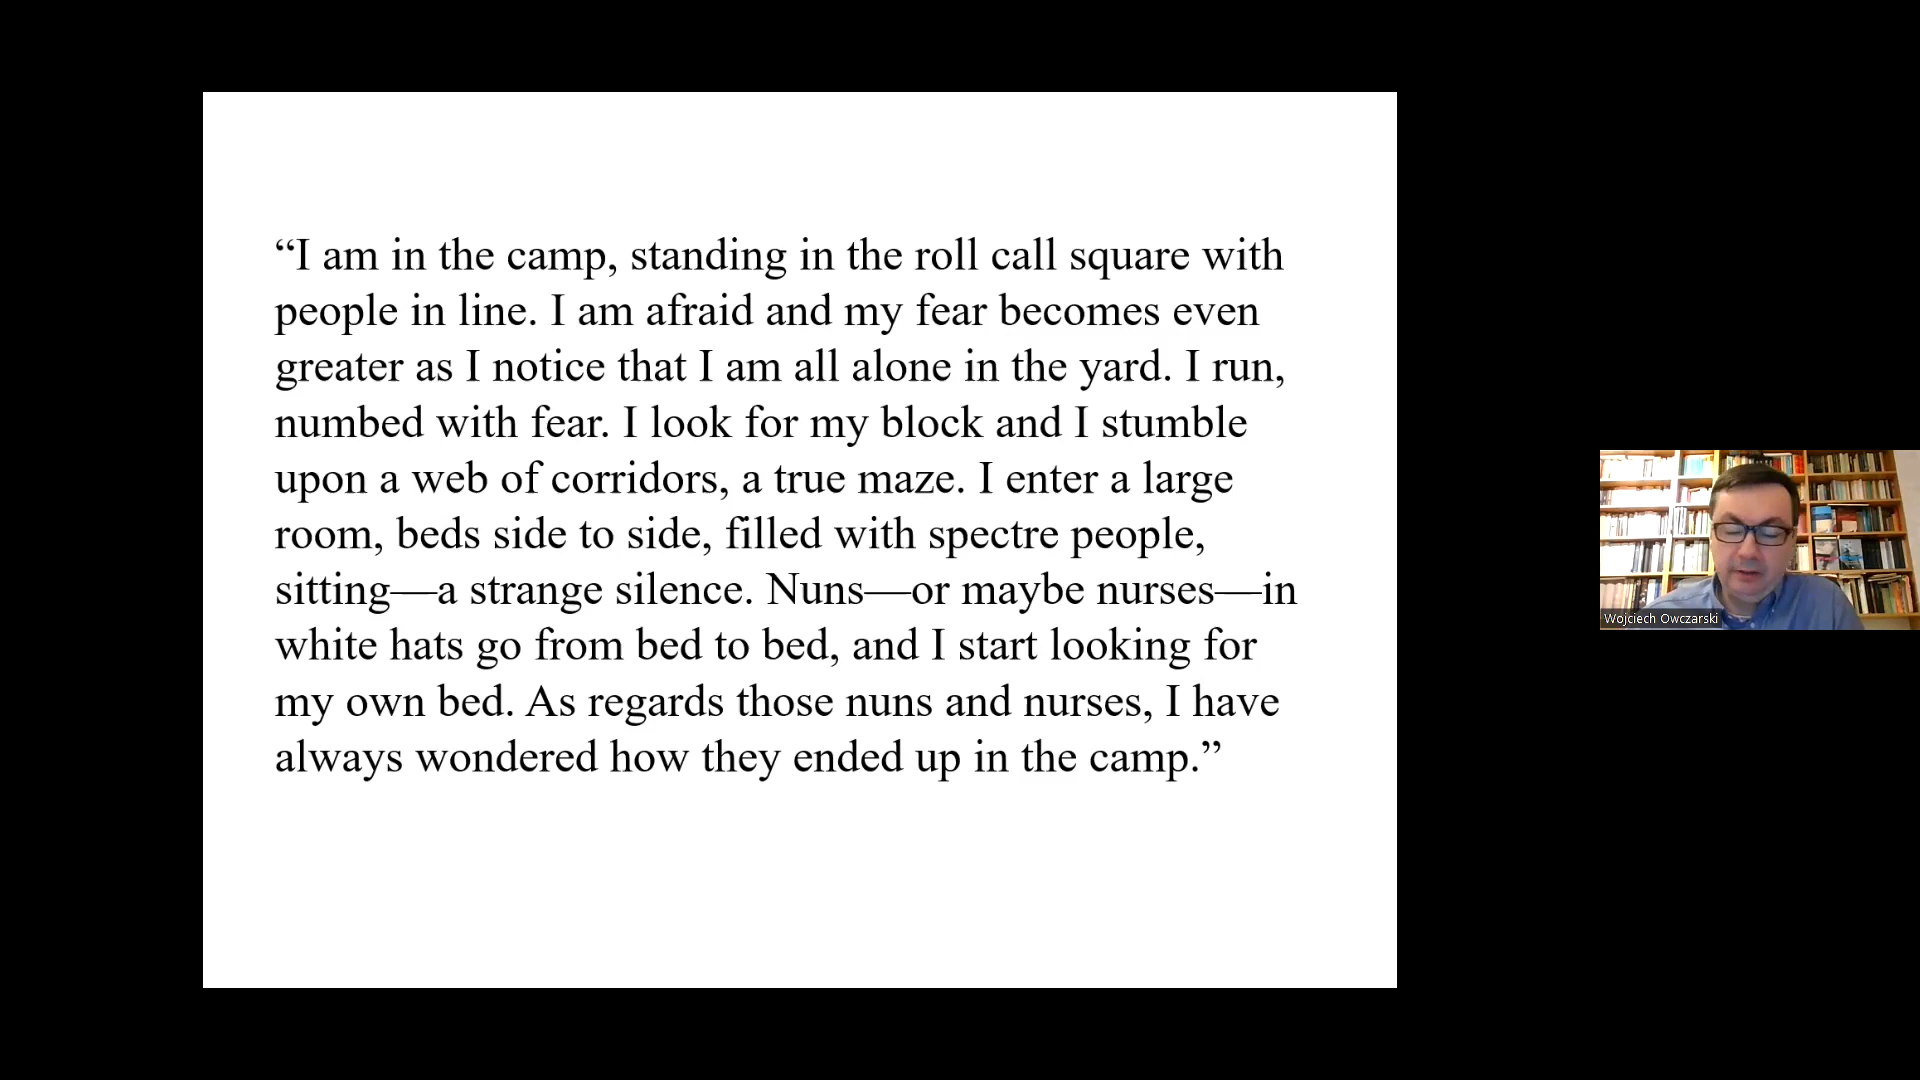 “I am in the camp, standing in the roll call square with
people in line. I am afraid and my fear becomes even
greater as I notice that I am all alone in the yard. I run,
numbed with fear. I look for my block and I stumble
upon a web of corridors, a true maze. I enter a large
room, beds side to side, filled with spectre people,
sitting—a strange silence. Nuns—or maybe nurses—in
white hats go from bed to bed, and I start looking for
my own bed. As regards those nuns and nurses, I have
always wondered how they ended up in the camp.”
Wojciech Owczarski